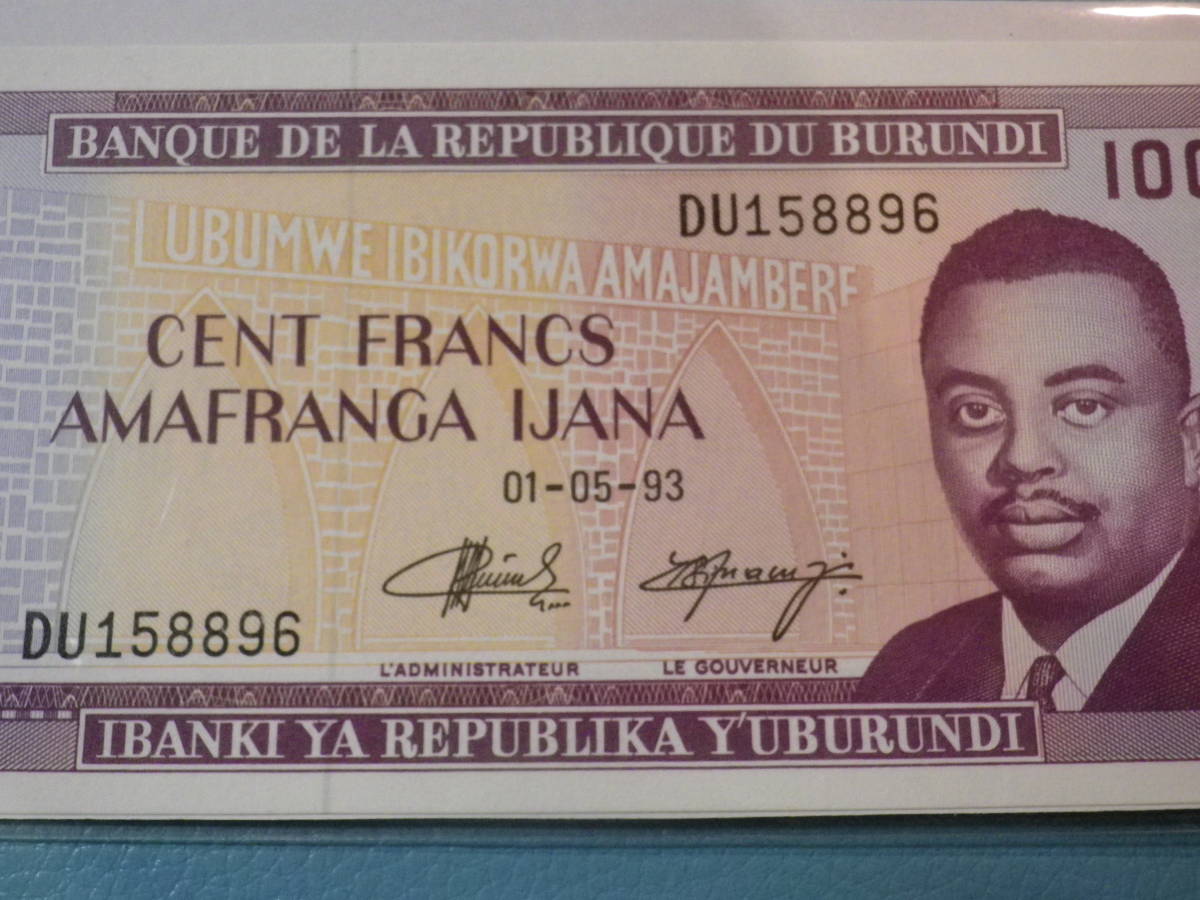 BANQUE DE LA REPUBLIQUE DU BURUNDI
100
DU158896
UBUMWE IBIKORWA AMAJAMBERE
CENT FRANCS
AMAFRANGA IJANA
01-05-93
DU158896
L'ADMINISTRATEUR
LE GOUVERNEUR
IBANKI YA REPUBLIKA Y'UBURUNDI